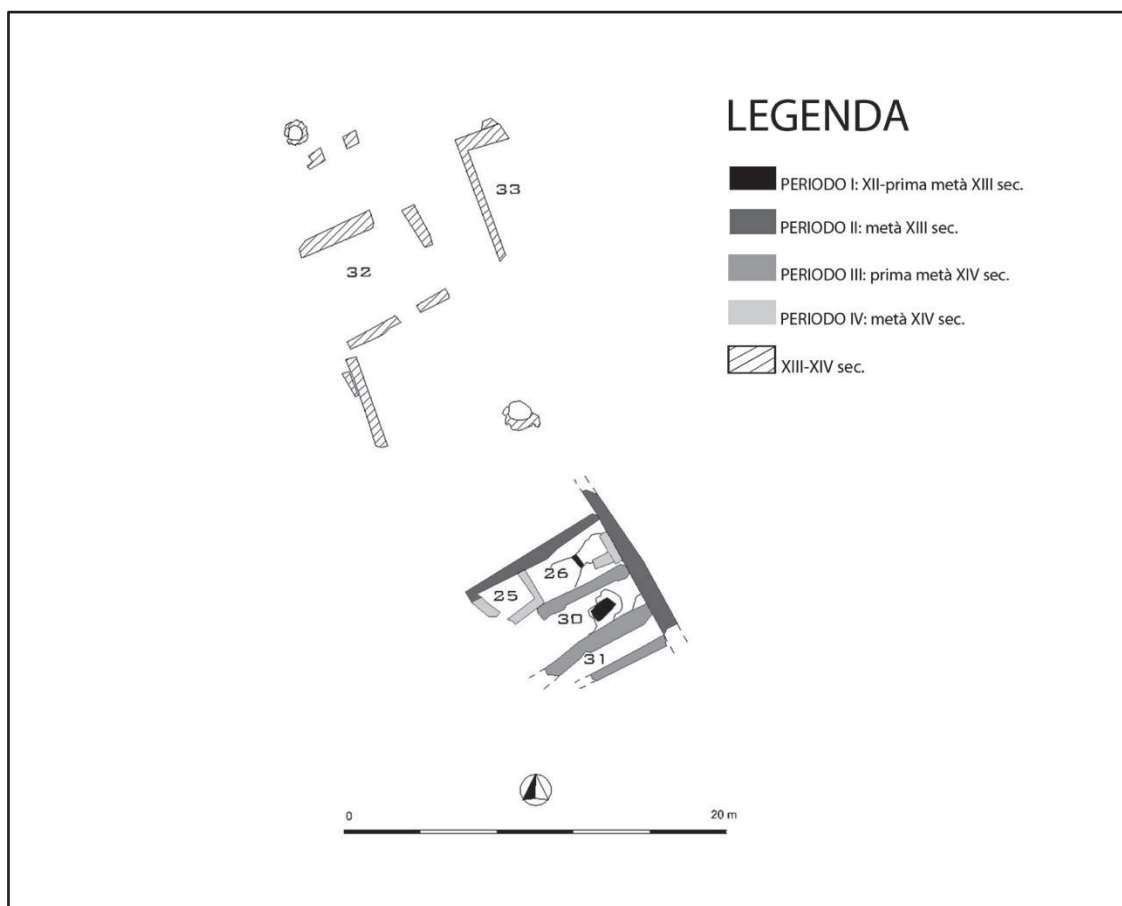 LEGENDA
PERIODO I: XII-prima metà XIII sec.
PERIODO II: metà XIII sec.
PERIODO III: prima metà XIV sec.
PERIODO IV: metà XIV sec.
XIII-XIV sec.
33
32
26
25
30
31
0
20 m